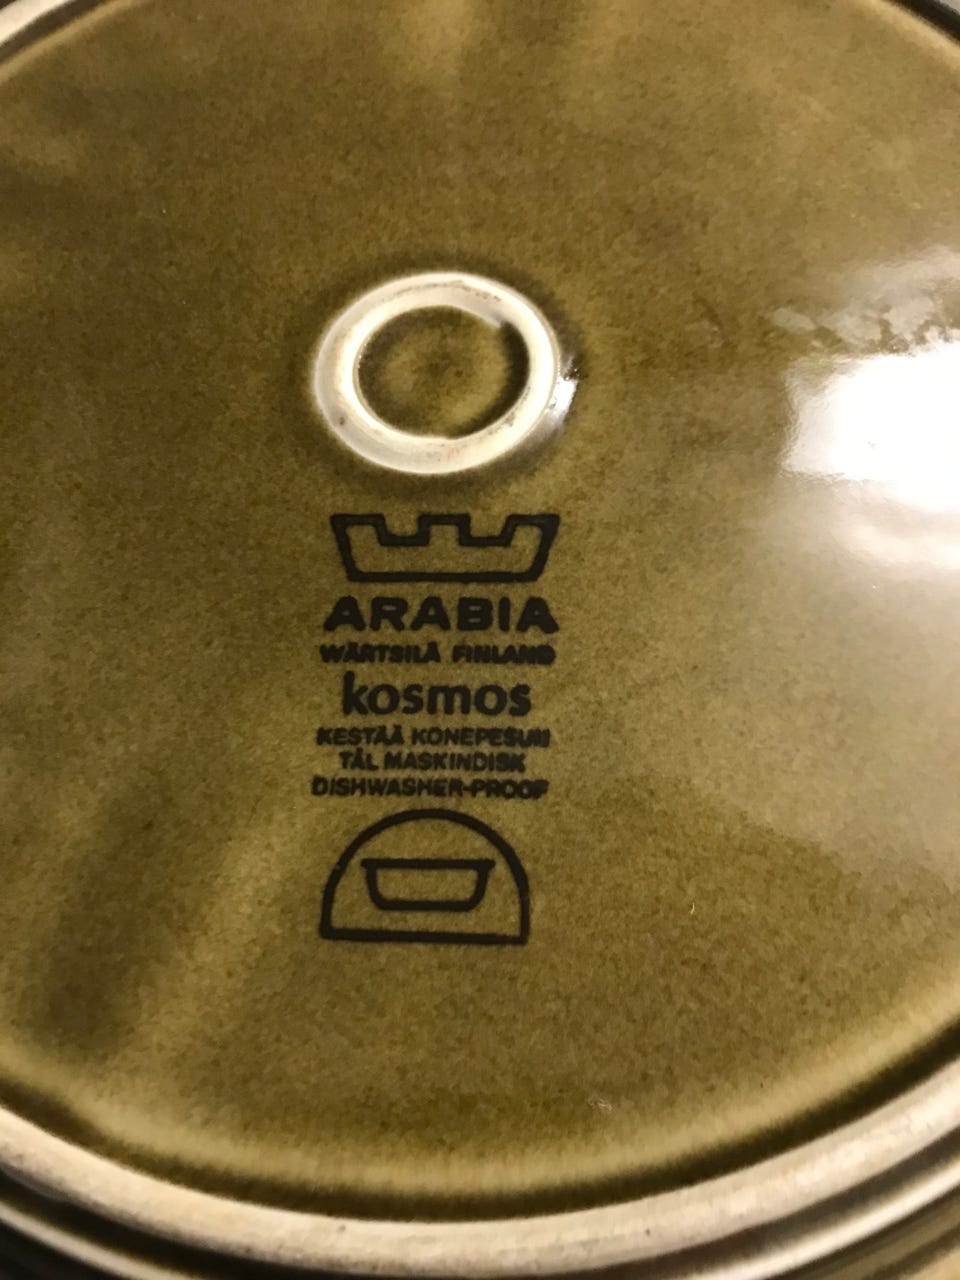 ARABIA
WÄRTSILÄ FINLAND
kosmos
KESTÄÄ KONEPESUN
TÅL MASKINDISK
DISHWASHER-PROOF